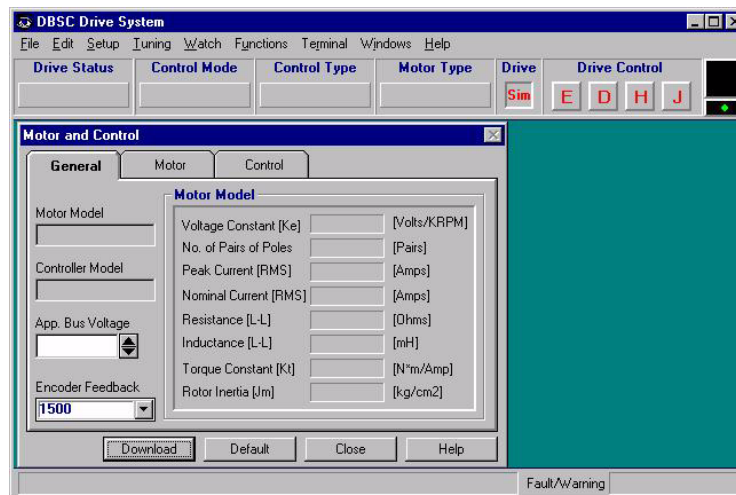 DBSC Drive System
File Edit Setup Tuning Watch Functions Terminal Windows Help
Drive Status Control Mode Control Type Motor Type Drive Drive Control
Sim E D H J
Motor and Control
General Motor Control
Motor Model
Motor Model
Voltage Constant [Ke] [Volts/KRPM]
No. of Pairs of Poles [Pairs]
Controller Model
Peak Current [RMS] [Amps]
Nominal Current [RMS] [Amps]
App. Bus Voltage
Resistance [L-L] [Ohms]
Inductance [L-L] [mH]
Torque Constant [Kt] [N*m/Amp]
Encoder Feedback
Rotor Inertia [Jm] [kg/cm2]
1500
Download Default Close Help
Fault/Warning